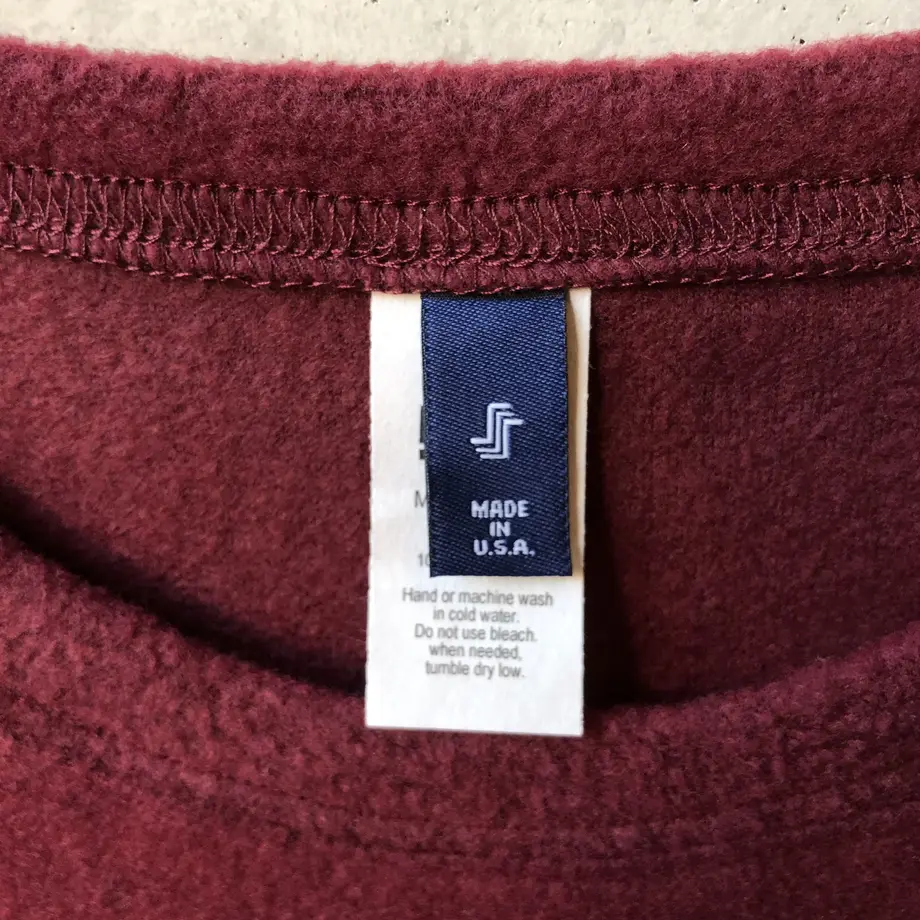 MADE
IN
U.S.A.
Hand or machine wash
in cold water.
Do not use bleach.
when needed,
tumble dry low.